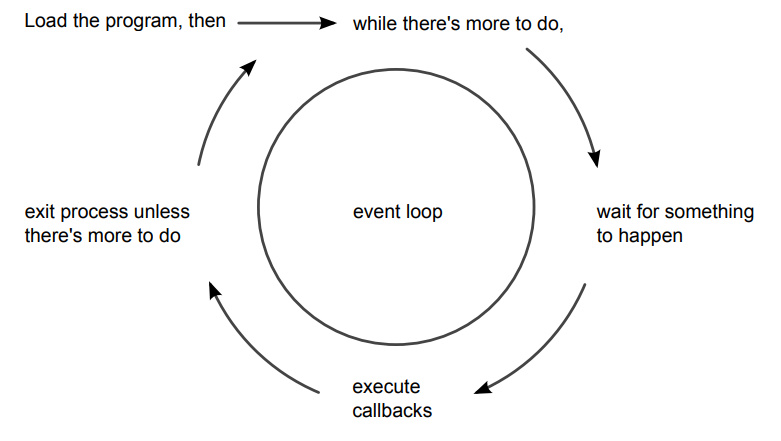 Load the program, then
while there's more to do,
wait for something
to happen
execute
callbacks
exit process unless
there's more to do
event loop